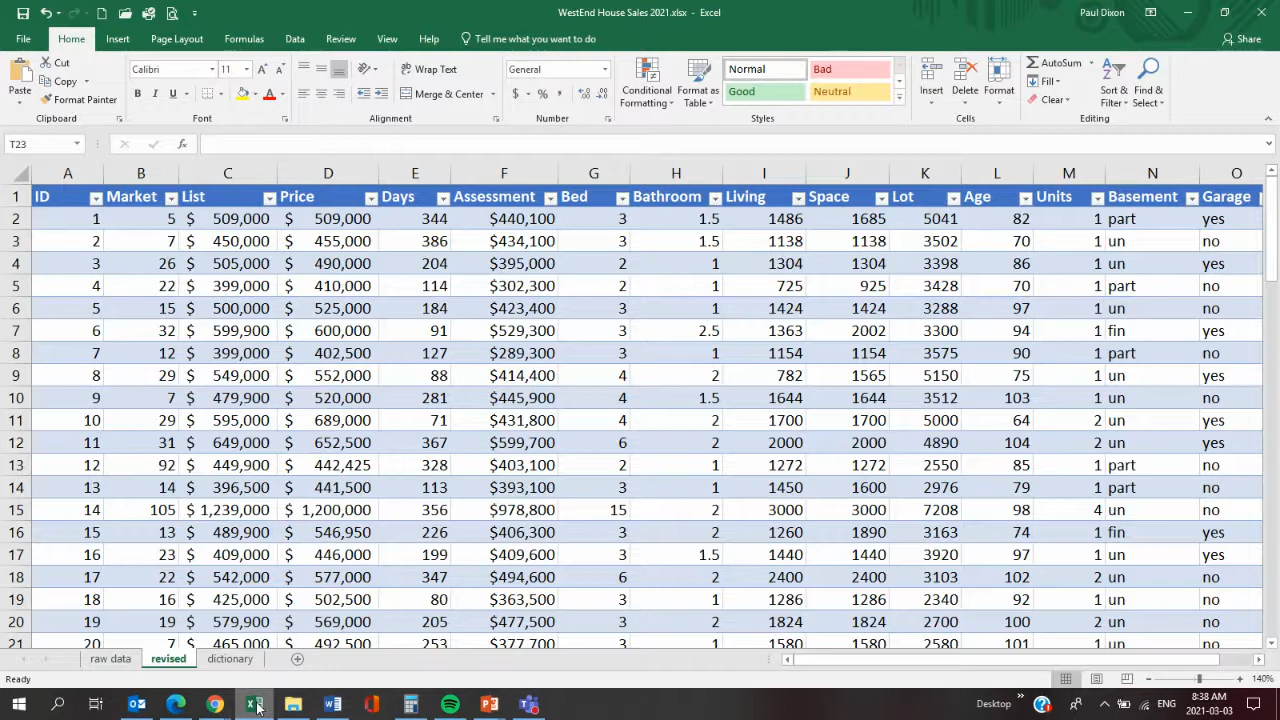 WestEnd House Sales 2021.xlsx - Excel
Paul Dixon
File Home Insert Page Layout Formulas Data Review View Help Tell me what you want to do Share
Paste Cut Calibri 11 Wrap Text General Conditional Formatting Format as Table Normal Bad Insert Delete Format AutoSum Sort & Filter Find & Select
Copy Fill
Format Painter B I U A Merge & Center $ % Good Neutral Clear
Clipboard Font Alignment Number Styles Cells Editing
T23 fx
A B C D E F G H I J K L M N O
1 ID Market List Price Days Assessment Bed Bathroom Living Space Lot Age Units Basement Garage
2 1 5 $ 509,000 $ 509,000 344 $440,100 3 1.5 1486 1685 5041 82 1 part yes
3 2 7 $ 450,000 $ 455,000 386 $434,100 3 1.5 1138 1138 3502 70 1 un no
4 3 26 $ 505,000 $ 490,000 204 $395,000 2 1 1304 1304 3398 86 1 un yes
5 4 22 $ 399,000 $ 410,000 114 $302,300 2 1 725 925 3428 70 1 part no
6 5 15 $ 500,000 $ 525,000 184 $423,400 3 1 1424 1424 3288 97 1 un no
7 6 32 $ 599,900 $ 600,000 91 $529,300 3 2.5 1363 2002 3300 94 1 fin yes
8 7 12 $ 399,000 $ 402,500 127 $289,300 3 1 1154 1154 3575 90 1 part no
9 8 29 $ 549,000 $ 552,000 88 $414,400 4 2 782 1565 5150 75 1 un yes
10 9 7 $ 479,900 $ 520,000 281 $445,900 4 1.5 1644 1644 3512 103 1 un no
11 10 29 $ 595,000 $ 689,000 71 $431,800 4 2 1700 1700 5000 64 2 un yes
12 11 31 $ 649,000 $ 652,500 367 $599,700 6 2 2000 2000 4890 104 2 un yes
13 12 92 $ 449,900 $ 442,425 328 $403,100 2 1 1272 1272 2550 85 1 part no
14 13 14 $ 396,500 $ 441,500 113 $393,100 3 1 1450 1600 2976 79 1 part no
15 14 105 $ 1,239,000 $ 1,200,000 356 $978,800 15 2 3000 3000 7208 98 4 un no
16 15 13 $ 489,900 $ 546,950 226 $406,300 3 2 1260 1890 3163 74 1 fin yes
17 16 23 $ 409,000 $ 446,000 199 $409,600 3 1.5 1440 1440 3920 97 1 un yes
18 17 22 $ 542,000 $ 577,000 347 $494,600 6 2 2400 2400 3103 102 2 un no
19 18 16 $ 425,000 $ 502,500 80 $363,500 3 1 1286 1286 2340 92 1 un no
20 19 19 $ 579,900 $ 569,000 205 $477,500 3 2 1824 1824 2700 100 2 un no
21 20 7 $ 465,000 $ 492,500 253 $377,700 3 1 1580 1580 2580 101 1 un no
raw data revised dictionary
Ready 140%
Desktop ENG 8:38 AM
2021-03-03